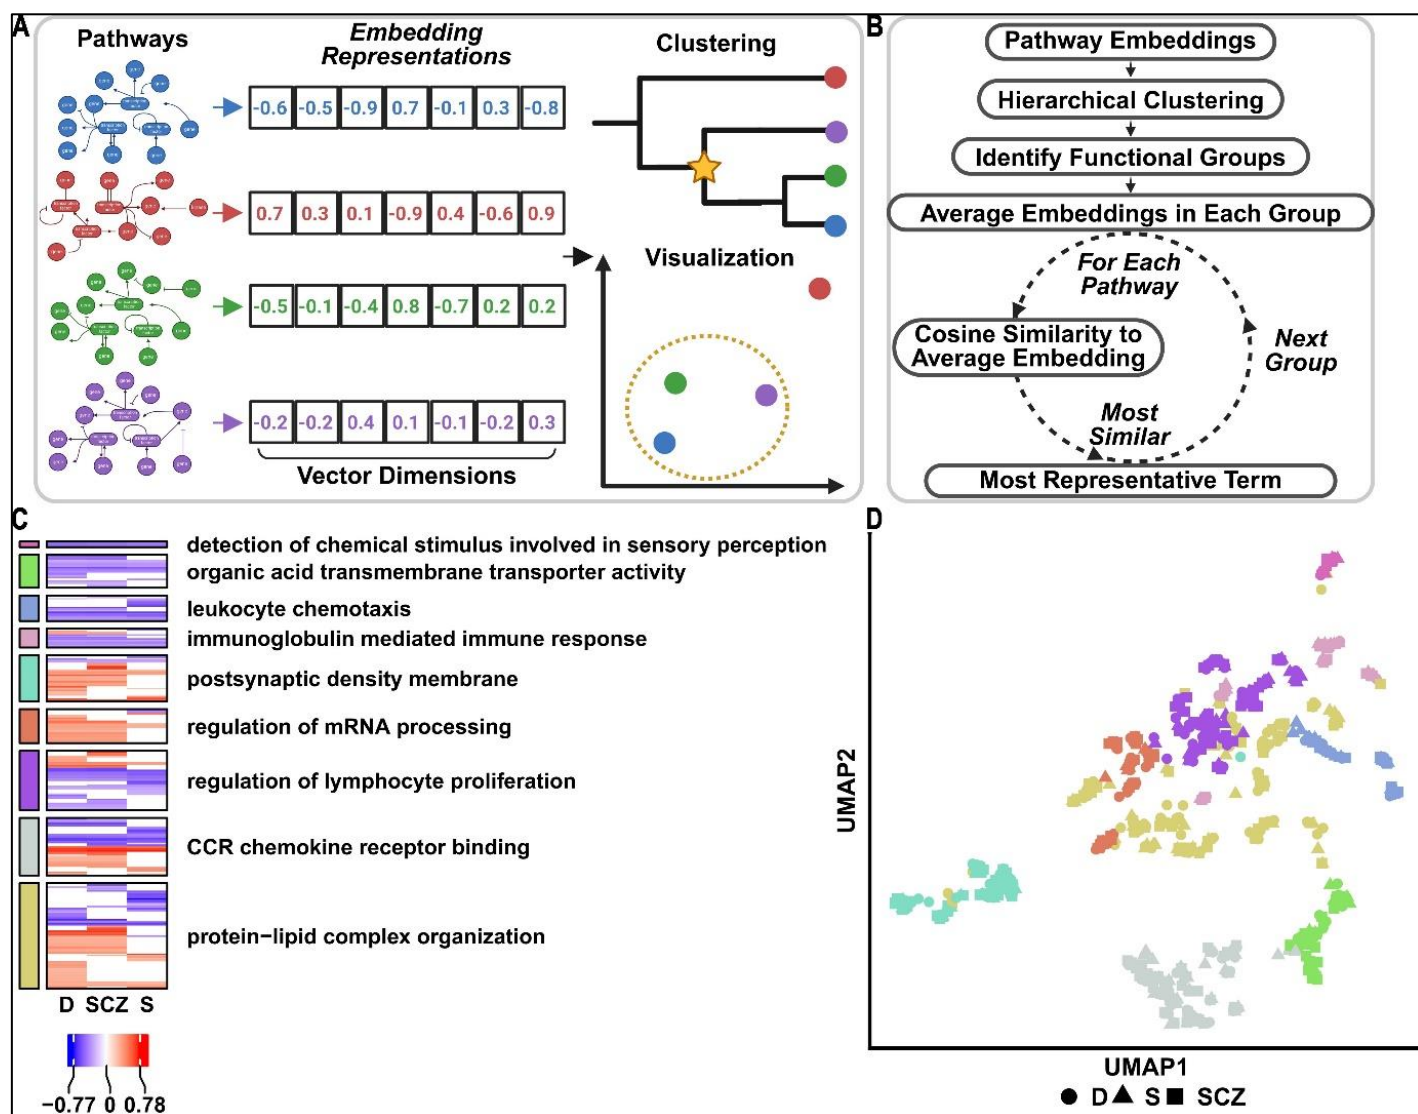 A
Pathways
Embedding
Representations
Clustering
-0.6 -0.5 -0.9 0.7 -0.1 0.3 -0.8
0.7 0.3 0.1 -0.9 0.4 -0.6 0.9
-0.5 -0.1 -0.4 0.8 -0.7 0.2 0.2
-0.2 -0.2 0.4 0.1 -0.1 -0.2 0.3
Vector Dimensions
Visualization
B
Pathway Embeddings
Hierarchical Clustering
Identify Functional Groups
Average Embeddings in Each Group
For Each
Pathway
Cosine Similarity to
Average Embedding
Next
Group
Most
Similar
Most Representative Term
C
detection of chemical stimulus involved in sensory perception
organic acid transmembrane transporter activity
leukocyte chemotaxis
immunoglobulin mediated immune response
postsynaptic density membrane
regulation of mRNA processing
regulation of lymphocyte proliferation
CCR chemokine receptor binding
protein−lipid complex organization
D SCZ S
−0.77 0 0.78
D
UMAP2
UMAP1
D S SCZ